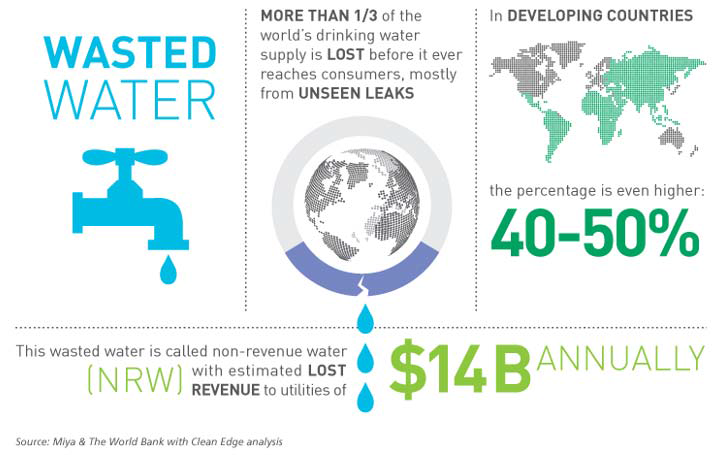 WASTED
WATER
MORE THAN 1/3 of the
world's drinking water
supply is LOST before it ever
reaches consumers, mostly
from UNSEEN LEAKS
In DEVELOPING COUNTRIES
the percentage is even higher:
40-50%
This wasted water is called non-revenue water
(NRW) with estimated LOST
REVENUE to utilities of
$14B ANNUALLY
Source: Miya & The World Bank with Clean Edge analysis